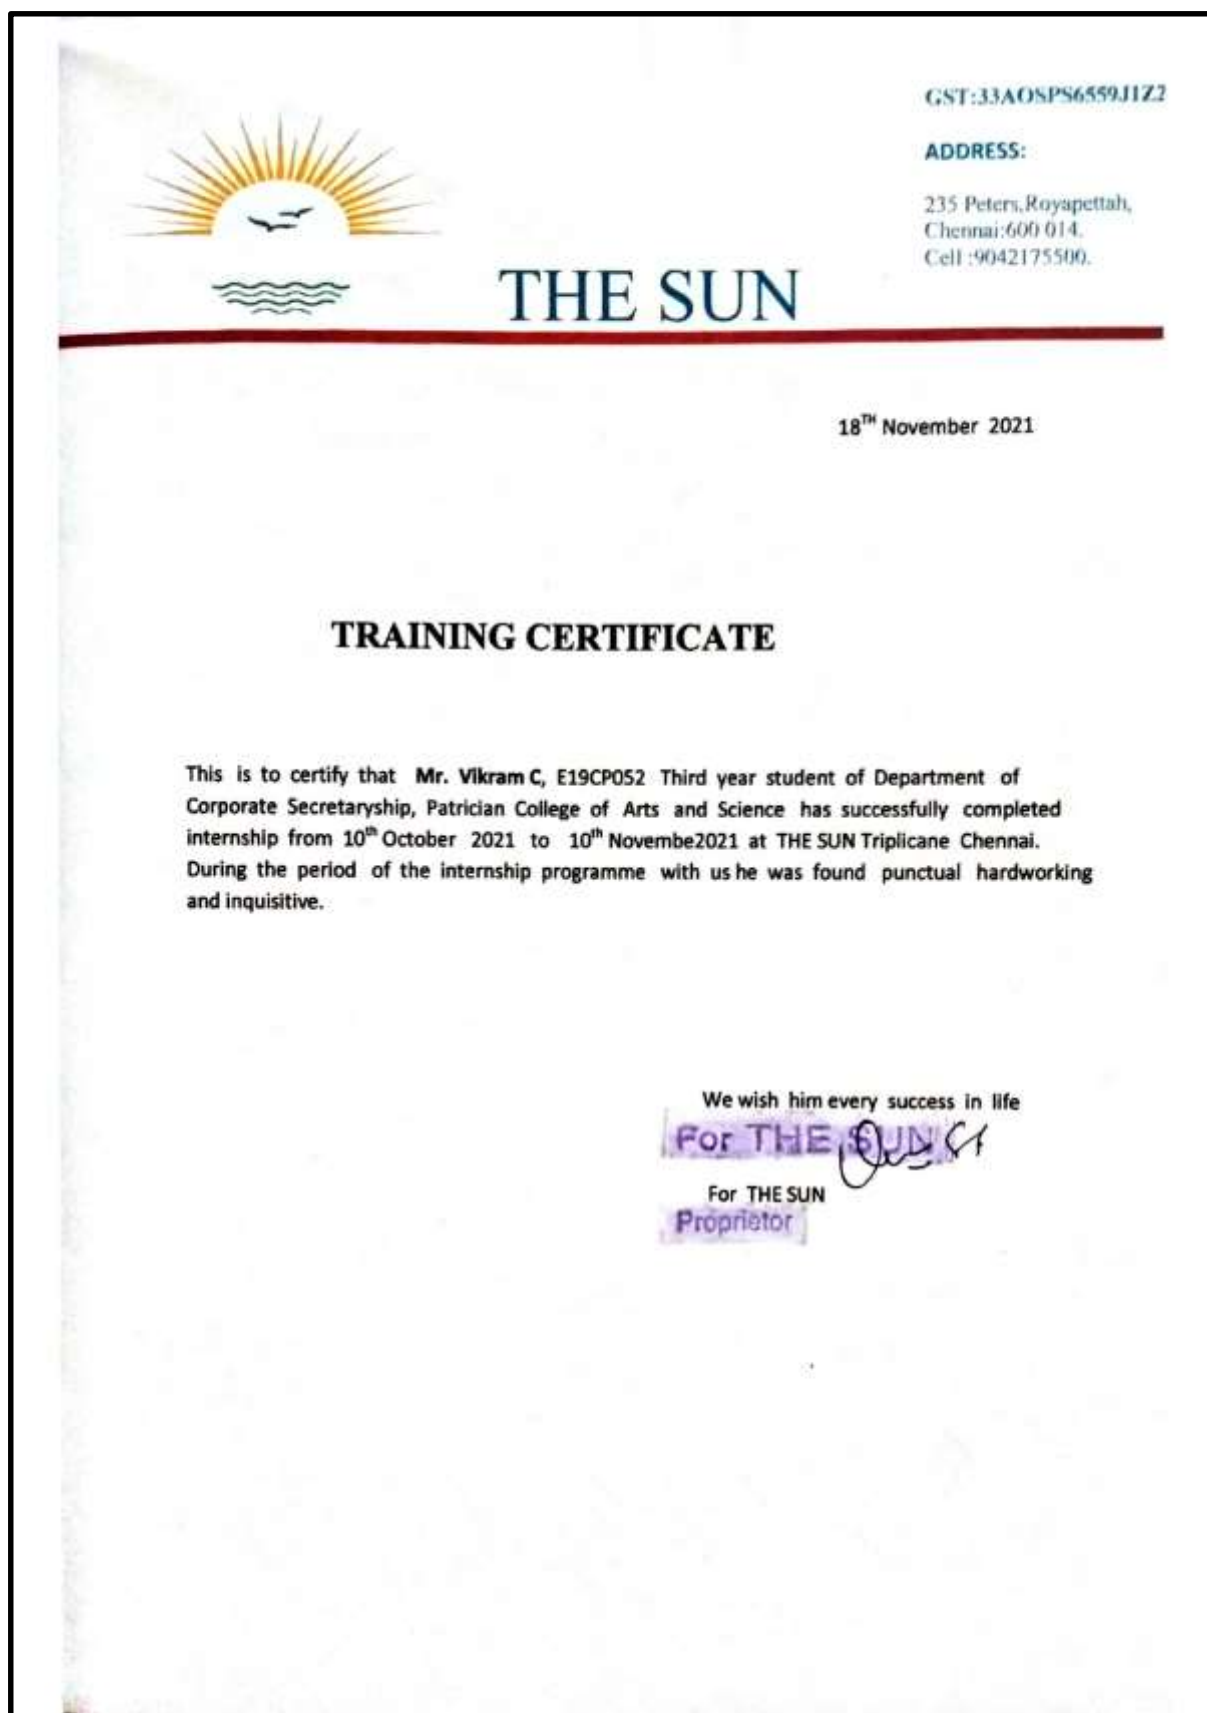 GST:33AOSPS6559J1Z2
ADDRESS:
235 Peters,Royapettah,
Chennai:600 014.
Cell :9042175500.
THE SUN
18TH November 2021
TRAINING CERTIFICATE
This is to certify that Mr. Vikram C, E19CP052 Third year student of Department of
Corporate Secretaryship, Patrician College of Arts and Science has successfully completed
internship from 10th October 2021 to 10th Novembe2021 at THE SUN Triplicane Chennai.
During the period of the internship programme with us he was found punctual hardworking
and inquisitive.
We wish him every success in life
For THE SUN
For THE SUN
Proprietor